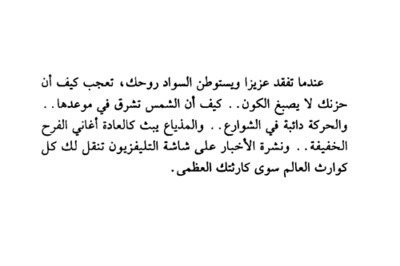 عندما تفقد عزيزا ويستوطن السواد روحك، تعجب كيف أن
حزنك لا يصبغ الكون.. كيف أن الشمس تشرق في موعدها..
والحركة دائبة في الشوارع.. والمذياع يبث كالعادة أغاني الفرح
الخفيفة.. ونشرة الأخبار على شاشة التليفزيون تنقل لك كل
كوارث العالم سوى كارثتك العظمى.